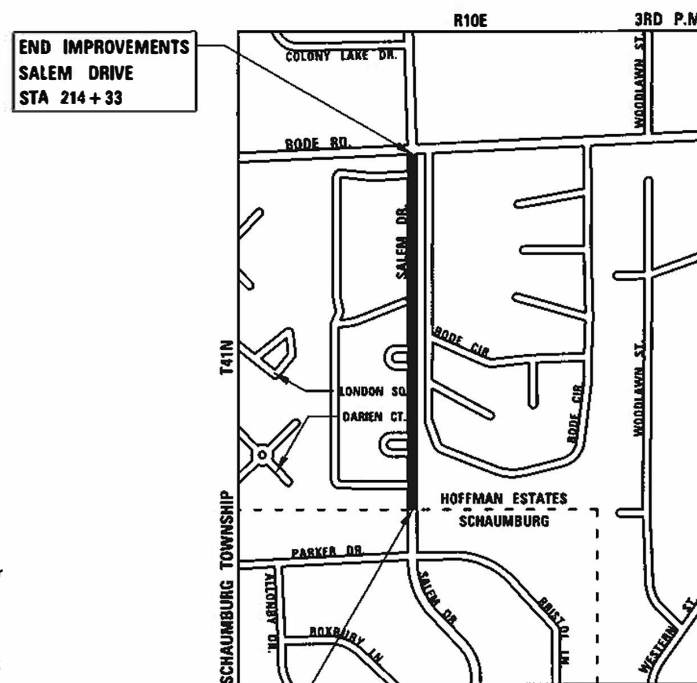 R10E
3RD P.M
END IMPROVEMENTS
SALEM DRIVE
STA 214+33
COLONY LAKE DR.
WOODLAWN ST.
BODE RD.
SALEM DR.
T41N
BODE CIR
LONDON SQ.
DARIEN CT.
BODE CIR
WOODLAWN ST.
HOFFMAN ESTATES
SCHAUMBURG
SCHAUMBURG TOWNSHIP
PARKER DR.
ALLONBY DR.
SALEM DR
BRISTOL LN
ROXBURY LN
WESTERN ST.